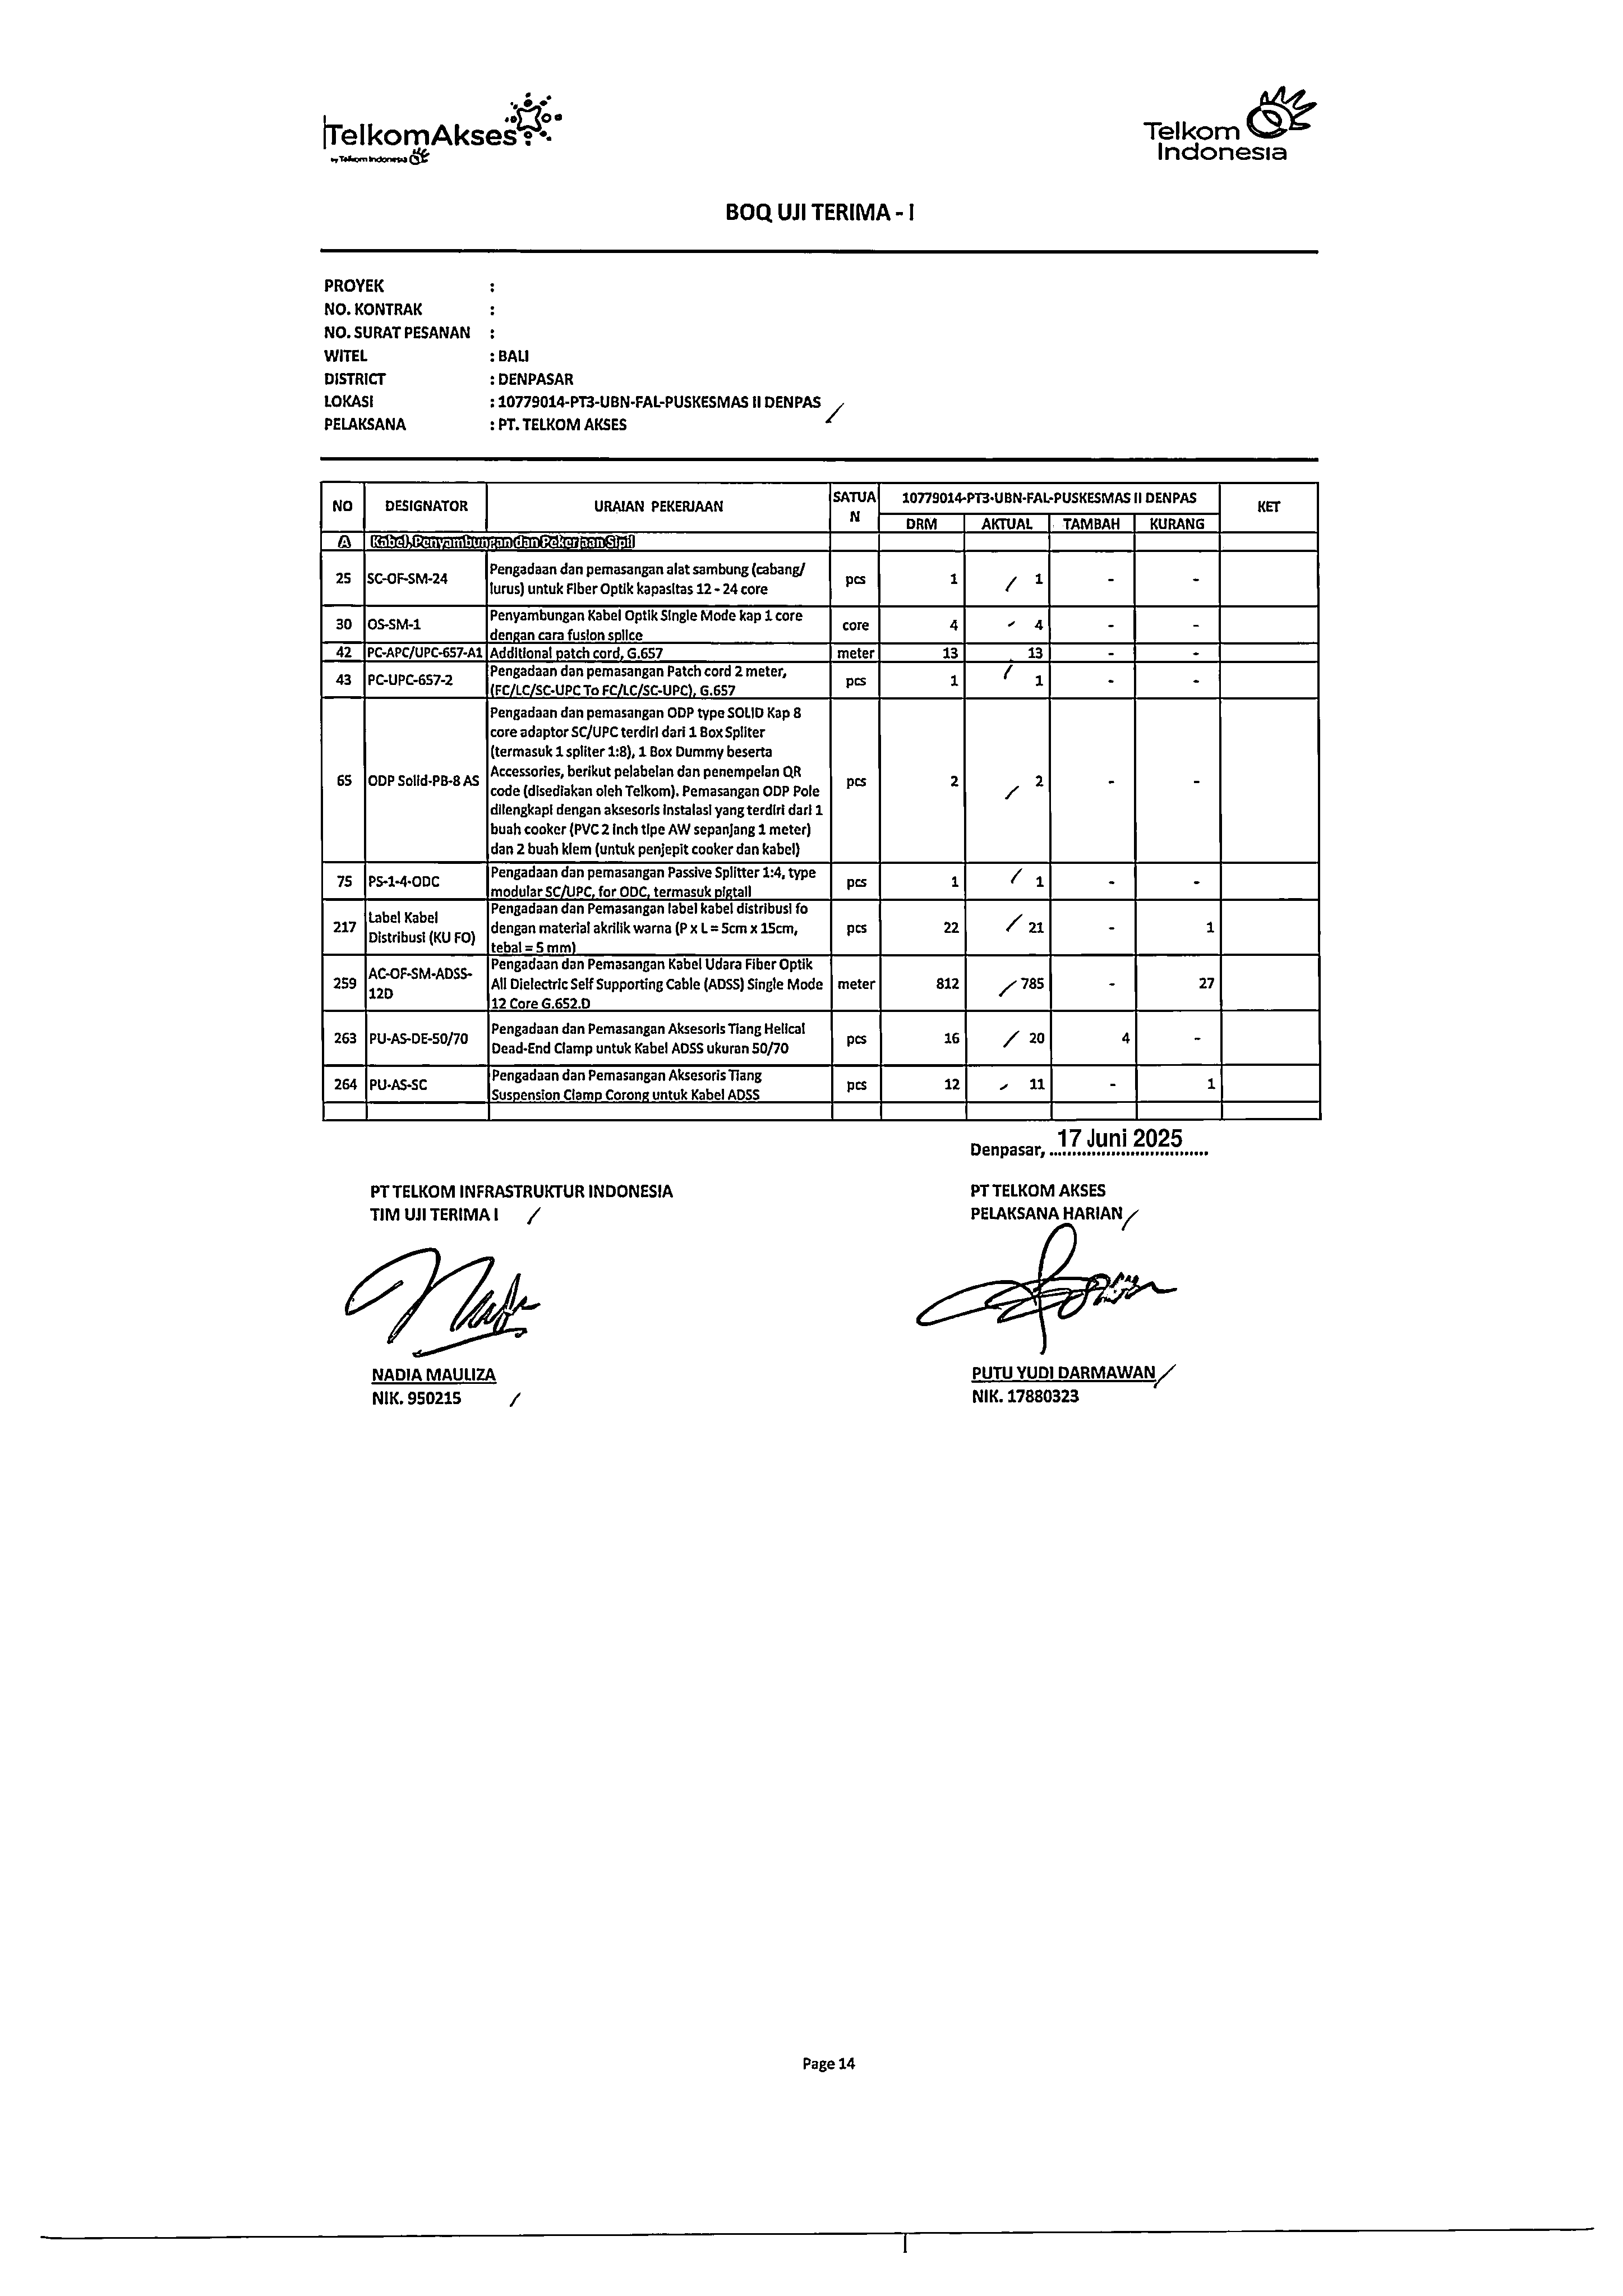 TelkomAkses
by Telkom Indonesia
Telkom
Indonesia
BOQ UJI TERIMA - I
PROYEK :
NO. KONTRAK :
NO. SURAT PESANAN :
WITEL : BALI
DISTRICT : DENPASAR
LOKASI : 10779014-PT3-UBN-FAL-PUSKESMAS II DENPAS
PELAKSANA : PT. TELKOM AKSES
NO DESIGNATOR URAIAN PEKERJAAN SATUAN 10779014-PT3-UBN-FAL-PUSKESMAS II DENPAS KET
DRM AKTUAL TAMBAH KURANG
A Kabel, Penyambungan dan Pekerjaan Sipil
25 SC-OF-SM-24 Pengadaan dan pemasangan alat sambung (cabang/
lurus) untuk Fiber Optik kapasitas 12 - 24 core pcs 1 1 - -
30 OS-SM-1 Penyambungan Kabel Optik Single Mode kap 1 core
dengan cara fusion splice core 4 4 - -
42 PC-APC/UPC-657-A1 Additional patch cord, G.657 meter 13 13 - -
43 PC-UPC-657-2 Pengadaan dan pemasangan Patch cord 2 meter,
(FC/LC/SC-UPC To FC/LC/SC-UPC), G.657 pcs 1 1 - -
Pengadaan dan pemasangan ODP type SOLID Kap 8
core adaptor SC/UPC terdiri dari 1 Box Spliter
(termasuk 1 spliter 1:8), 1 Box Dummy beserta
Accessories, berikut pelabelan dan penempelan QR
65 ODP Solid-PB-8 AS code (disediakan oleh Telkom). Pemasangan ODP Pole pcs 2 2 - -
dilengkapi dengan aksesoris instalasi yang terdiri dari 1
buah cooker (PVC 2 inch tipe AW sepanjang 1 meter)
dan 2 buah klem (untuk penjepit cooker dan kabel)
75 PS-1-4-ODC Pengadaan dan pemasangan Passive Splitter 1:4, type
modular SC/UPC, for ODC, termasuk pigtail pcs 1 1 - -
217 Label Kabel
Distribusi (KU FO) Pengadaan dan Pemasangan label kabel distribusi fo
dengan material akrilik warna (P x L = 5cm x 15cm,
tebal = 5 mm) pcs 22 21 - 1
259 AC-OF-SM-ADSS-
12D Pengadaan dan Pemasangan Kabel Udara Fiber Optik
All Dielectric Self Supporting Cable (ADSS) Single Mode
12 Core G.652.D meter 812 785 - 27
263 PU-AS-DE-50/70 Pengadaan dan Pemasangan Aksesoris Tiang Helical
Dead-End Clamp untuk Kabel ADSS ukuran 50/70 pcs 16 20 4 -
264 PU-AS-SC Pengadaan dan Pemasangan Aksesoris Tiang
Suspension Clamp Corong untuk Kabel ADSS pcs 12 11 - 1
Denpasar, 17 Juni 2025
PT TELKOM INFRASTRUKTUR INDONESIA
TIM UJI TERIMA I
PT TELKOM AKSES
PELAKSANA HARIAN
NADIA MAULIZA
NIK. 950215
PUTU YUDI DARMAWAN
NIK. 17880323
Page 14